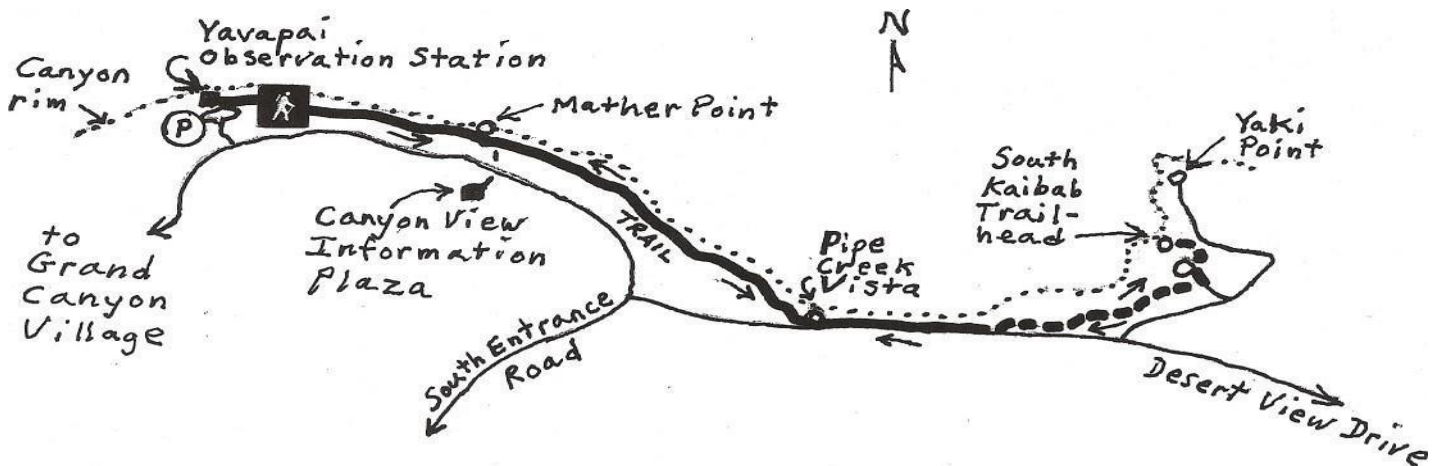 Yavapai
Observation Station
Canyon
rim
P
N
Mather Point
Yaki
Point
South
Kaibab
Trail-
head
Canyon View
Information
Plaza
TRAIL
Pipe
Creek
Vista
to
Grand
Canyon
Village
South Entrance
Road
Desert View Drive